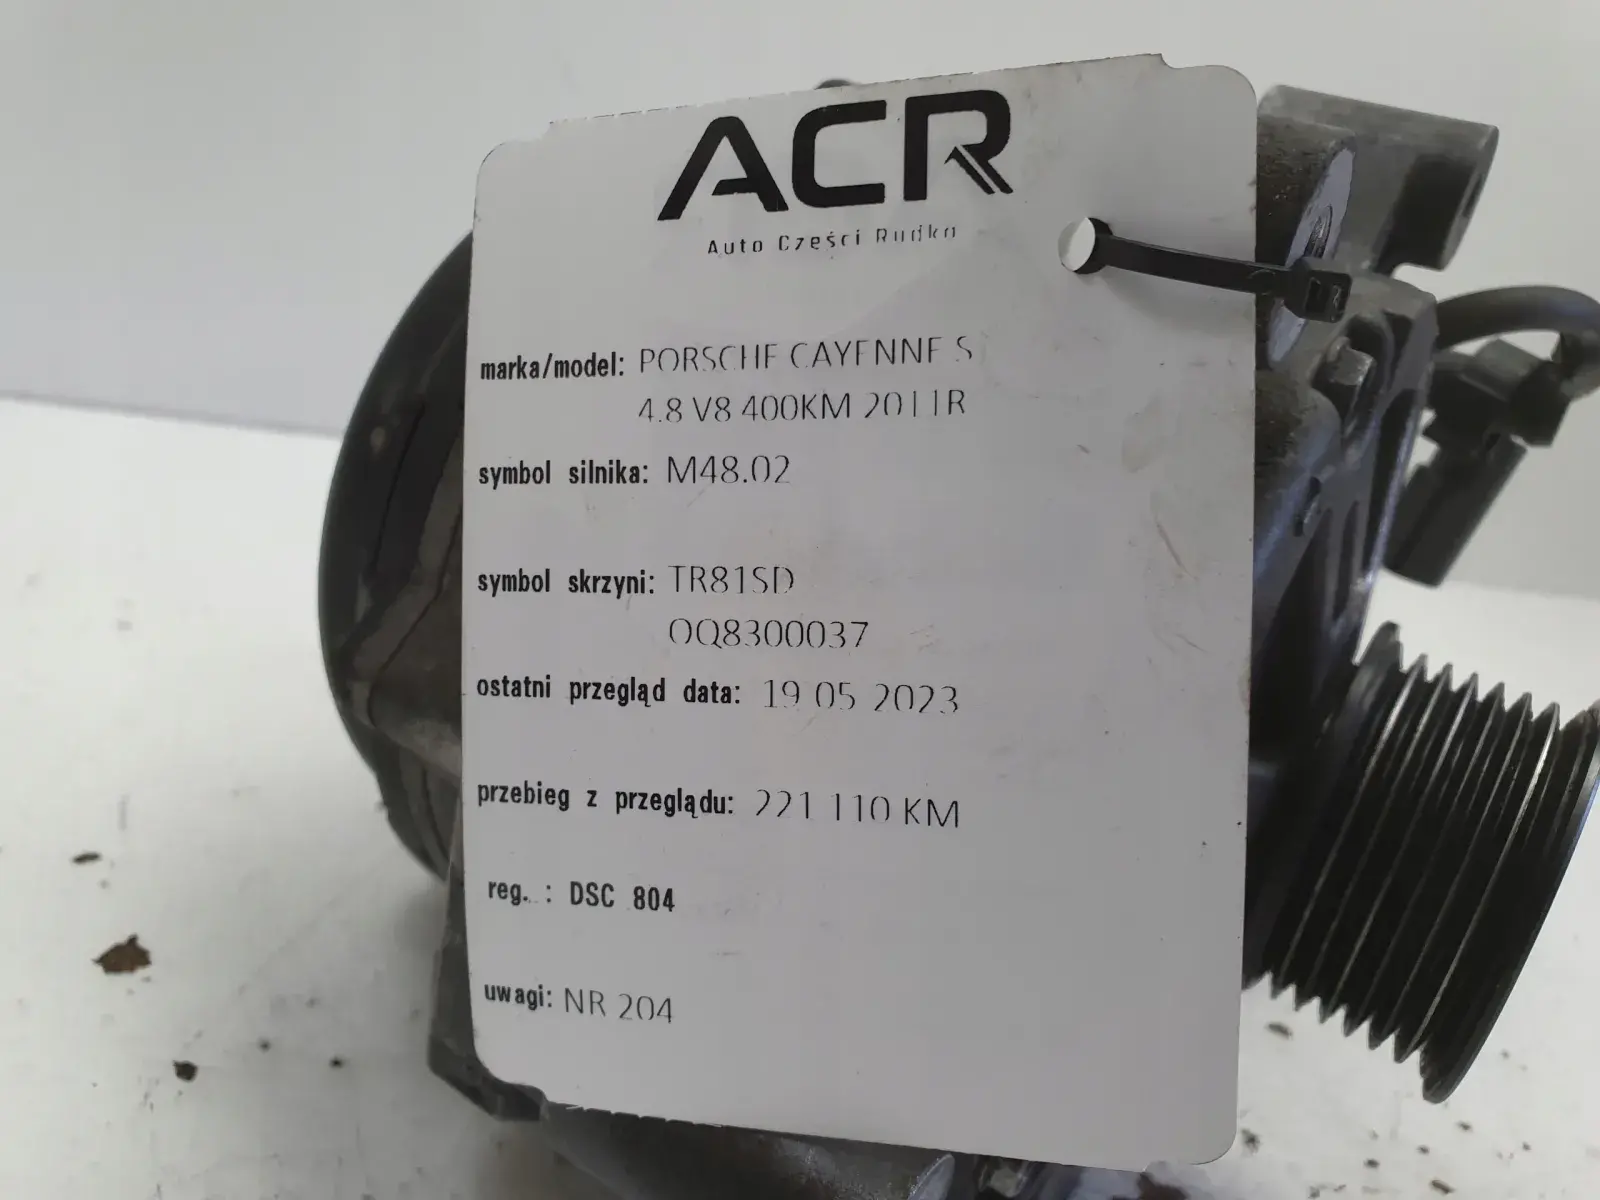 ACR
Auto Części Rudko
marka/model: PORSCHE CAYENNE S
4.8 V8 400KM 2011R
symbol silnika: M48.02
symbol skrzyni: TR81SD
OQ8300037
ostatni przegląd data: 19 05 2023
przebieg z przeglądu: 221 110 KM
reg. : DSC 804
uwagi: NR 204